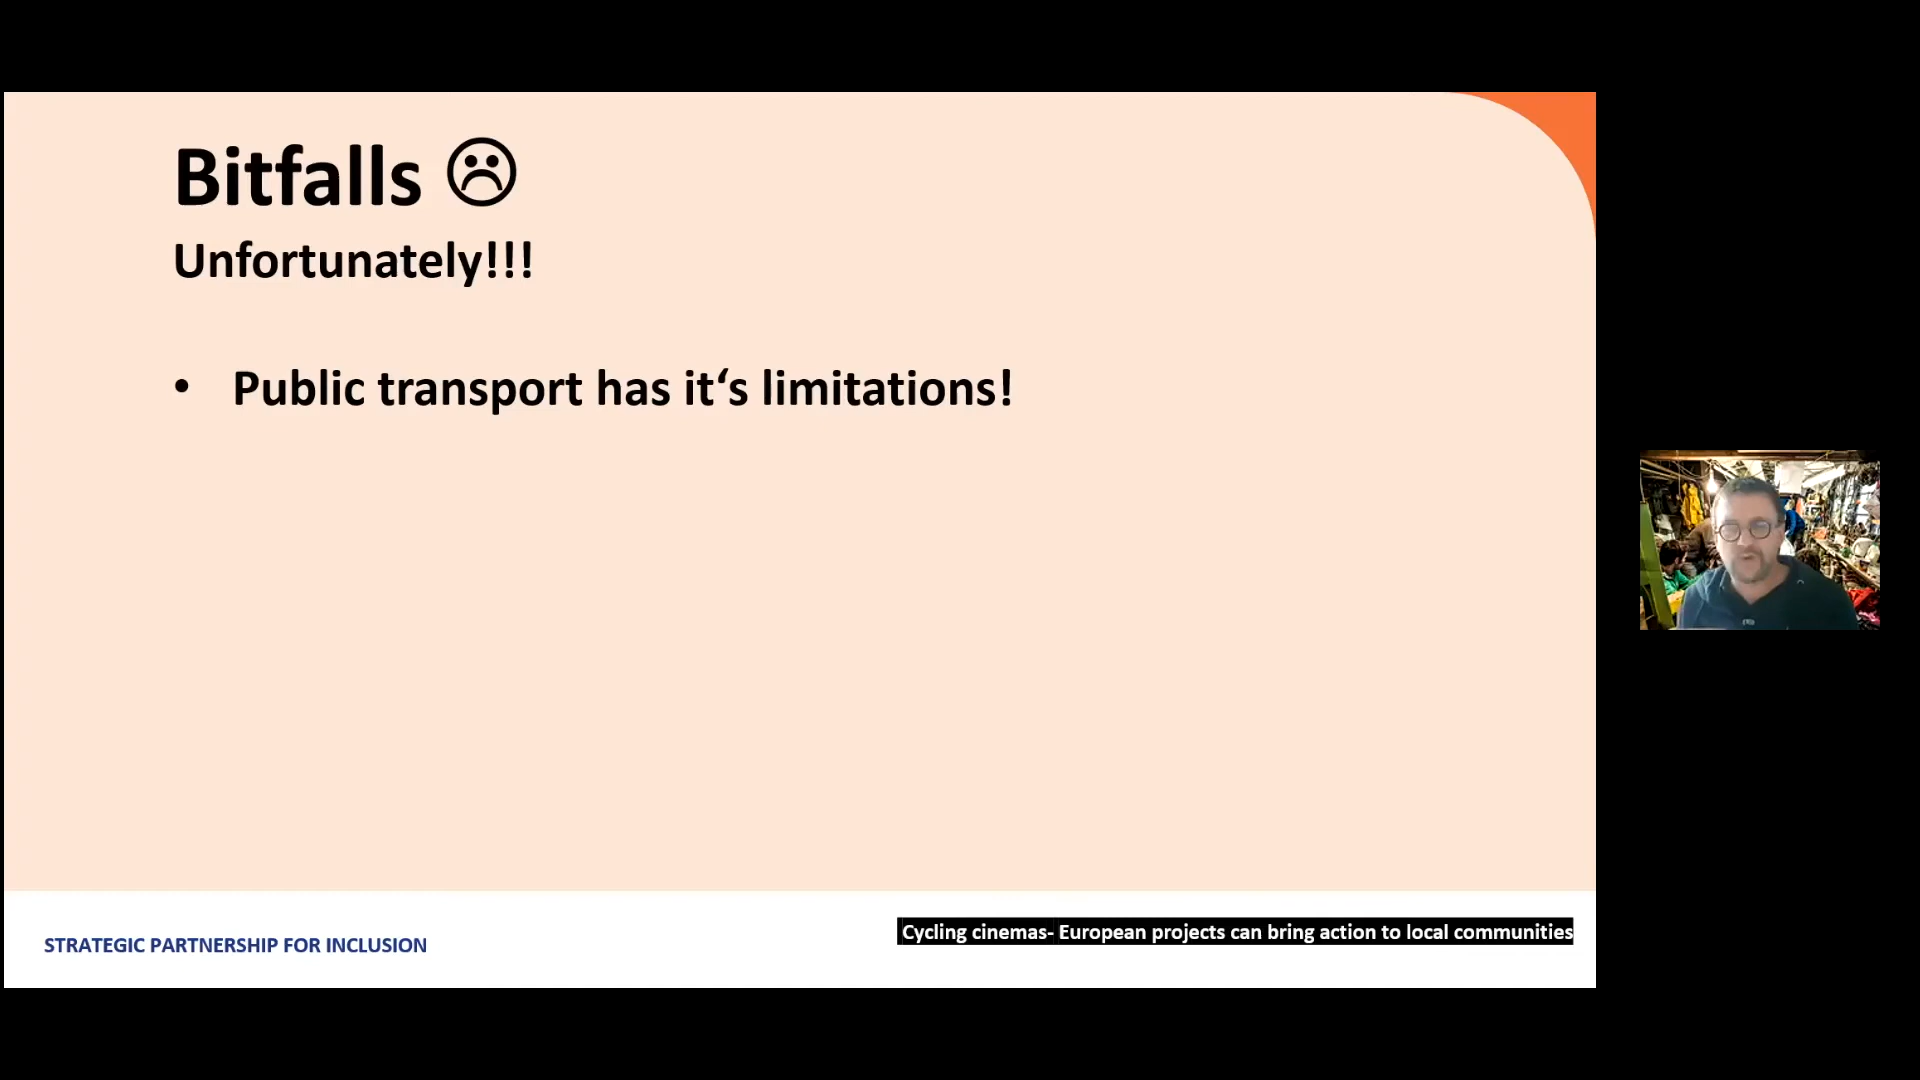 Bitfalls ☹
Unfortunately!!!
• Public transport has it‘s limitations!
STRATEGIC PARTNERSHIP FOR INCLUSION
Cycling cinemas- European projects can bring action to local communities